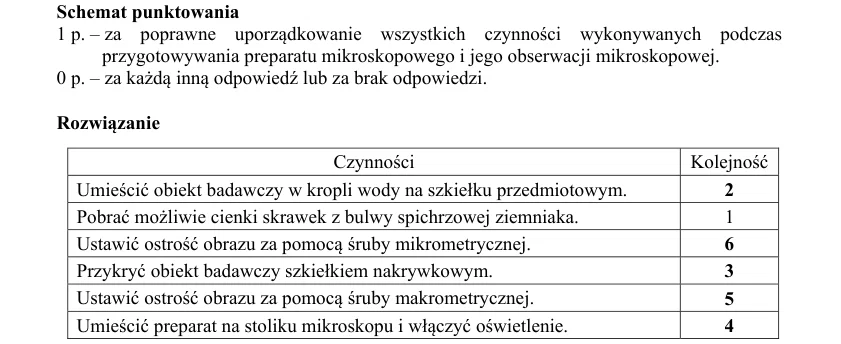 Schemat punktowania
1 p. – za poprawne uporządkowanie wszystkich czynności wykonywanych podczas
przygotowywania preparatu mikroskopowego i jego obserwacji mikroskopowej.
0 p. – za każdą inną odpowiedź lub za brak odpowiedzi.
Rozwiązanie
Czynności Kolejność
Umieścić obiekt badawczy w kropli wody na szkiełku przedmiotowym. 2
Pobrać możliwie cienki skrawek z bulwy spichrzowej ziemniaka. 1
Ustawić ostrość obrazu za pomocą śruby mikrometrycznej. 6
Przykryć obiekt badawczy szkiełkiem nakrywkowym. 3
Ustawić ostrość obrazu za pomocą śruby makrometrycznej. 5
Umieścić preparat na stoliku mikroskopu i włączyć oświetlenie. 4